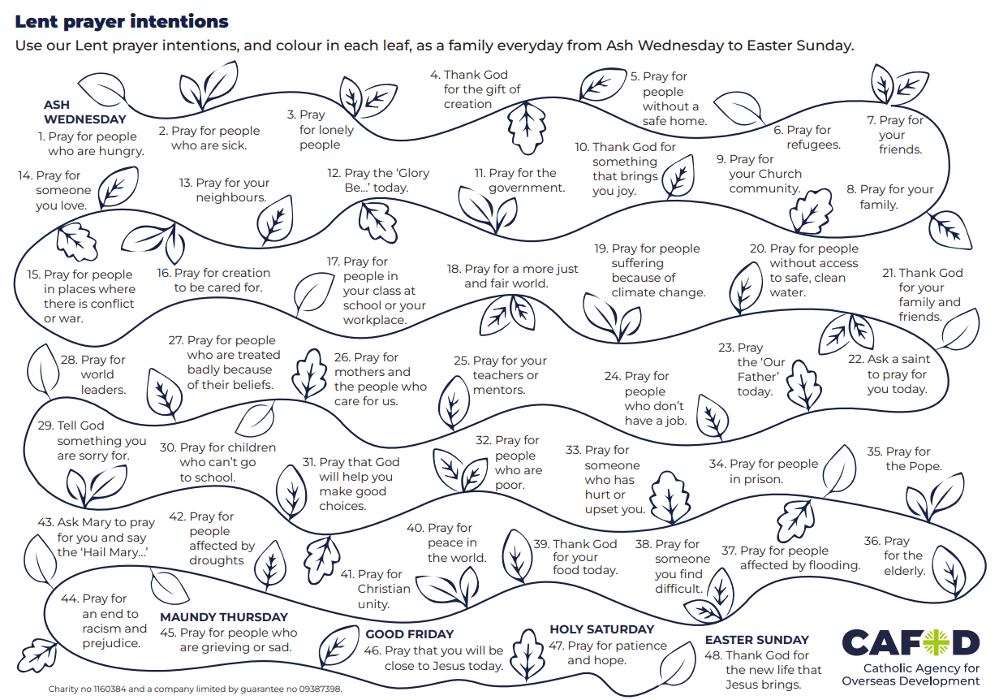 Lent prayer intentions
Use our Lent prayer intentions, and colour in each leaf, as a family everyday from Ash Wednesday to Easter Sunday.
ASH
WEDNESDAY
1. Pray for people
who are hungry.
2. Pray for people
who are sick.
3. Pray
for lonely
people
4. Thank God
for the gift of
creation
5. Pray for
people
without a
safe home.
6. Pray for
refugees.
7. Pray for
your
friends.
8. Pray for your
family.
9. Pray for
your Church
community.
10. Thank God for
something
that brings
you joy.
11. Pray for the
government.
12. Pray the ‘Glory
Be...’ today.
13. Pray for your
neighbours.
14. Pray for
someone
you love.
15. Pray for people
in places where
there is conflict
or war.
16. Pray for creation
to be cared for.
17. Pray for
people in
your class at
school or your
workplace.
18. Pray for a more just
and fair world.
19. Pray for people
suffering
because of
climate change.
20. Pray for people
without access
to safe, clean
water.
21. Thank God
for your
family and
friends.
22. Ask a saint
to pray for
you today.
23. Pray
the ‘Our
Father’
today.
24. Pray for
people
who don’t
have a job.
25. Pray for your
teachers or
mentors.
26. Pray for
mothers and
the people who
care for us.
27. Pray for people
who are treated
badly because
of their beliefs.
28. Pray for
world
leaders.
29. Tell God
something you
are sorry for.
30. Pray for children
who can’t go
to school.
31. Pray that God
will help you
make good
choices.
32. Pray for
people
who are
poor.
33. Pray for
someone
who has
hurt or
upset you.
34. Pray for people
in prison.
35. Pray for
the Pope.
36. Pray
for the
elderly.
37. Pray for people
affected by flooding.
38. Pray for
someone
you find
difficult.
39. Thank God
for your
food today.
40. Pray for
peace in
the world.
41. Pray for
Christian
unity.
42. Pray for
people
affected by
droughts
43. Ask Mary to pray
for you and say
the ‘Hail Mary...’
44. Pray for
an end to
racism and
prejudice.
MAUNDY THURSDAY
45. Pray for people who
are grieving or sad.
GOOD FRIDAY
46. Pray that you will be
close to Jesus today.
HOLY SATURDAY
47. Pray for patience
and hope.
EASTER SUNDAY
48. Thank God for
the new life that
Jesus brings.
CAFOD
Catholic Agency for
Overseas Development
Charity no 1160384 and a company limited by guarantee no 09387398.